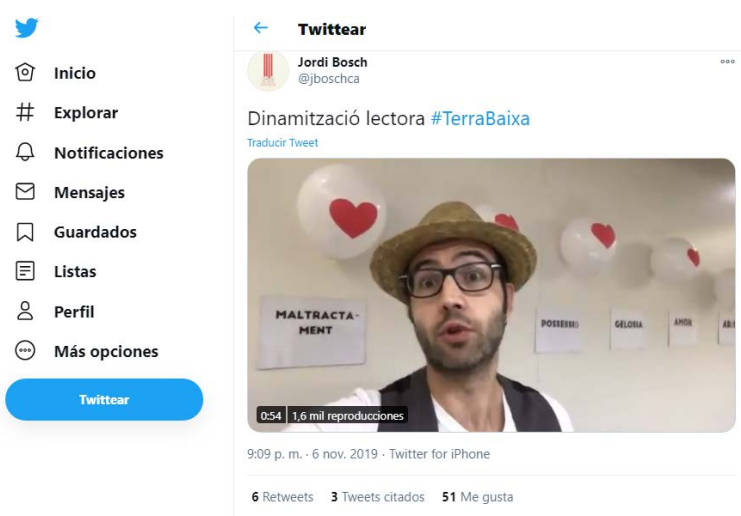 Twittear
Inicio
Jordi Bosch
@jboschca
Explorar
Dinamització lectora #TerraBaixa
Traducir Tweet
Notificaciones
Mensajes
Guardados
Listas
Perfil
Más opciones
Twittear
MALTRACTA-
MENT
POSSESSIÓ
GELOSIA
AMOR
0:54 1,6 mil reproducciones
9:09 p. m. · 6 nov. 2019 · Twitter for iPhone
6 Retweets 3 Tweets citados 51 Me gusta